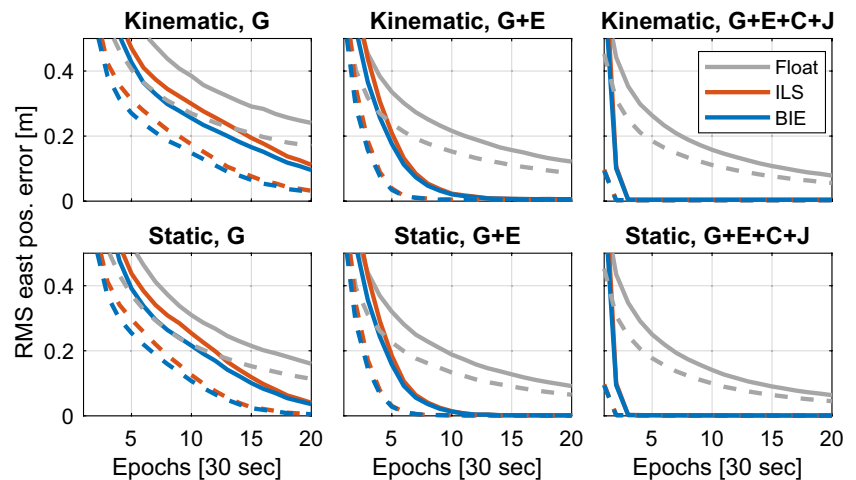 Kinematic, G
Kinematic, G+E
Kinematic, G+E+C+J
0.4
0.2
0
Float
ILS
BIE
RMS east pos. error [m]
Static, G
Static, G+E
Static, G+E+C+J
0.4
0.2
0
5 10 15 20
5 10 15 20
5 10 15 20
Epochs [30 sec]
Epochs [30 sec]
Epochs [30 sec]